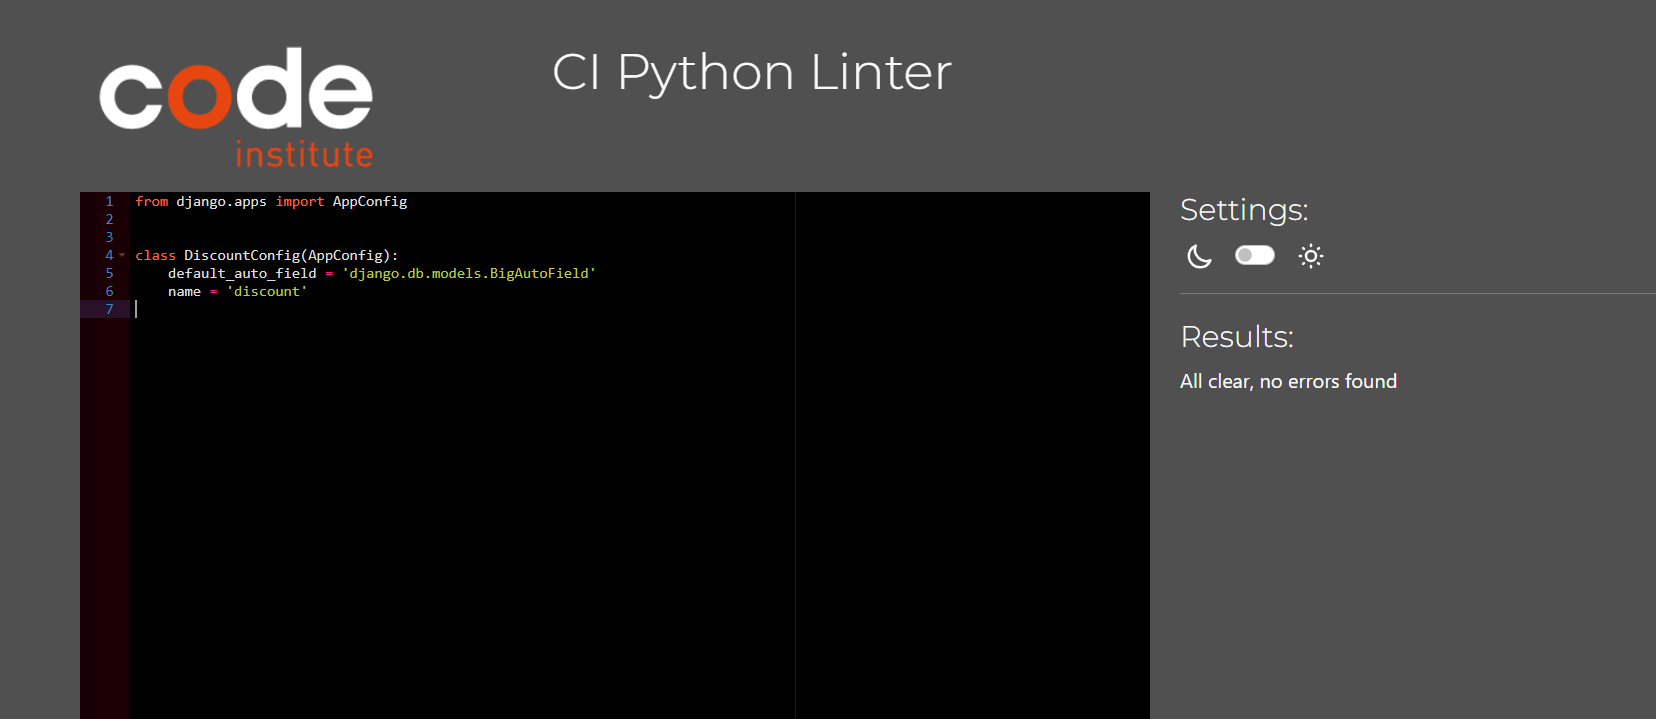 code
institute
CI Python Linter
1 from django.apps import AppConfig
2
3
4 class DiscountConfig(AppConfig):
5     default_auto_field = 'django.db.models.BigAutoField'
6     name = 'discount'
7
Settings:
Results:
All clear, no errors found